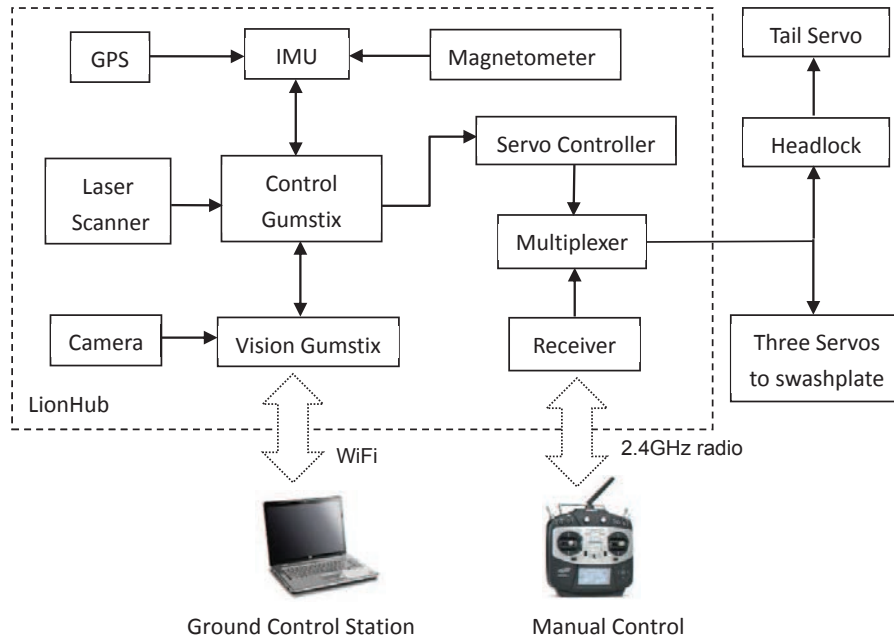 GPS
IMU
Magnetometer
Tail Servo
Servo Controller
Headlock
Laser
Scanner
Control
Gumstix
Multiplexer
Camera
Vision Gumstix
Receiver
Three Servos
to swashplate
LionHub
WiFi
2.4GHz radio
Ground Control Station
Manual Control